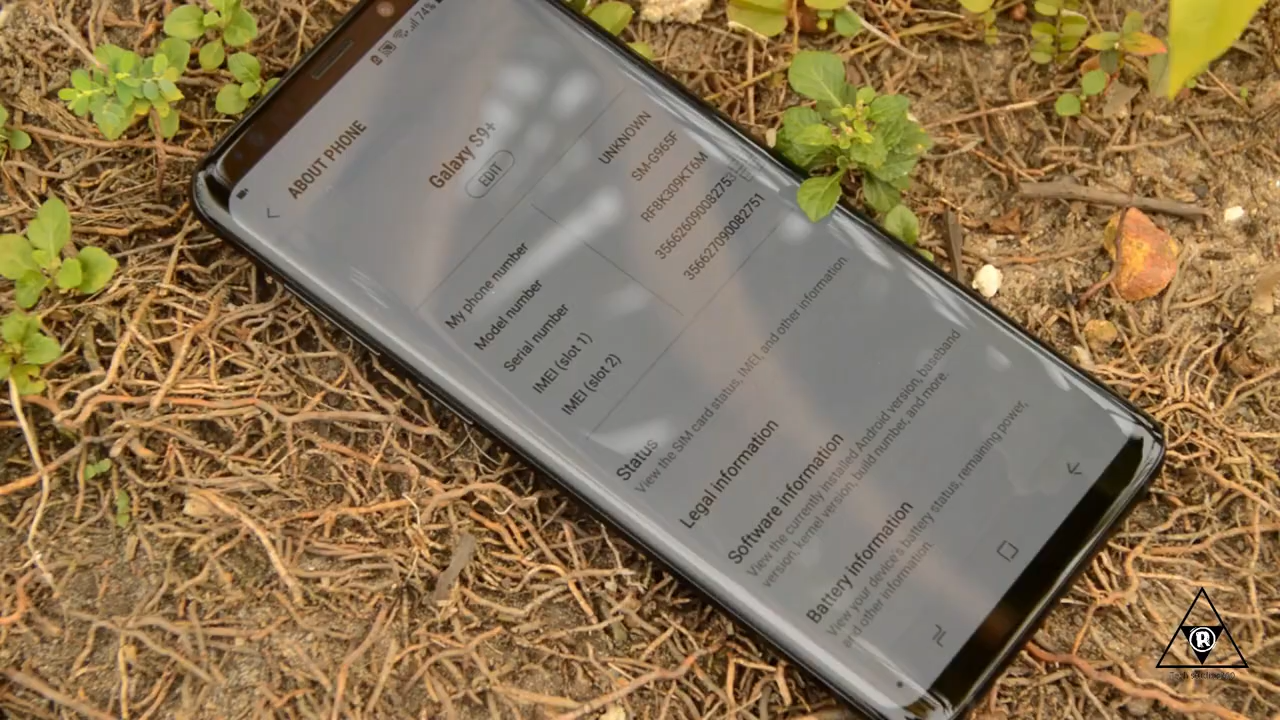 74%
ABOUT PHONE
Galaxy S9+
EDIT
My phone number UNKNOWN
Model number SM-G965F
Serial number RF8K309KT6M
IMEI (slot 1)
IMEI (slot 2) 356627090082751
Status
View the SIM card status, IMEI, and other information.
Legal information
Software information
View the currently installed Android version, baseband
version, kernel version, build number, and more.
Battery information
View your device's battery status, remaining power,
and other information.
R